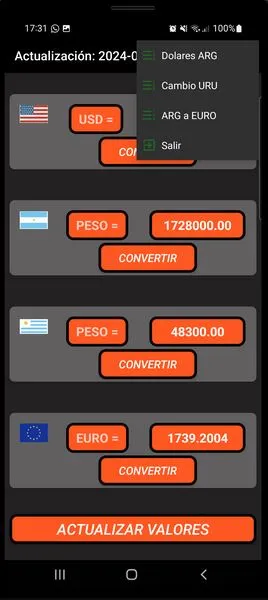 17:31 100%
Actualización: 2024-0
Dolares ARG
Cambio URU
ARG a EURO
Salir
USD =
CON
PESO = 1728000.00
CONVERTIR
PESO = 48300.00
CONVERTIR
EURO = 1739.2004
CONVERTIR
ACTUALIZAR VALORES